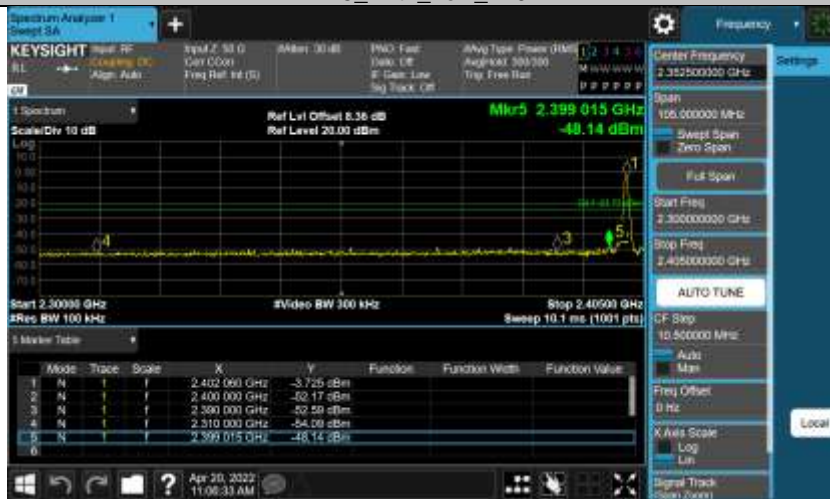 Spectrum Analyzer 1
Swept SA
Frequency
KEYSIGHT
Input: RF
Coupling: DC
Align: Auto
Input Z: 50 Ω
Corr CCorr
Freq Ref: Int (S)
#Atten: 30 dB
PNO: Fast
Gate: Off
IF Gain: Low
Sig Track: Off
#Avg Type: Power (RMS)
Avg|Hold: 300/300
Trig: Free Run
1 2 3 4 5 6
M W W W W W
P P P P P P
1 Spectrum
Scale/Div 10 dB
Ref Lvl Offset 8.36 dB
Ref Level 20.00 dBm
Mkr5 2.399 015 GHz
-48.14 dBm
Log
Start 2.30000 GHz
#Res BW 100 kHz
#Video BW 300 kHz
Stop 2.40500 GHz
Sweep 10.1 ms (1001 pts)
5 Marker Table
Mode Trace Scale X Y Function Function Width Function Value
1 N 1 f 2.402 060 GHz -3.725 dBm
2 N 1 f 2.400 000 GHz -52.17 dBm
3 N 1 f 2.390 000 GHz -52.59 dBm
4 N 1 f 2.310 000 GHz -54.09 dBm
5 N 1 f 2.399 015 GHz -48.14 dBm
6
Apr 20, 2022
11:06:33 AM
Center Frequency
2.352500000 GHz
Settings
Span
105.000000 MHz
Swept Span
Zero Span
Full Span
Start Freq
2.300000000 GHz
Stop Freq
2.405000000 GHz
AUTO TUNE
CF Step
10.500000 MHz
Auto
Man
Freq Offset
0 Hz
Local
X Axis Scale
Log
Lin
Signal Track
(Span Zoom)